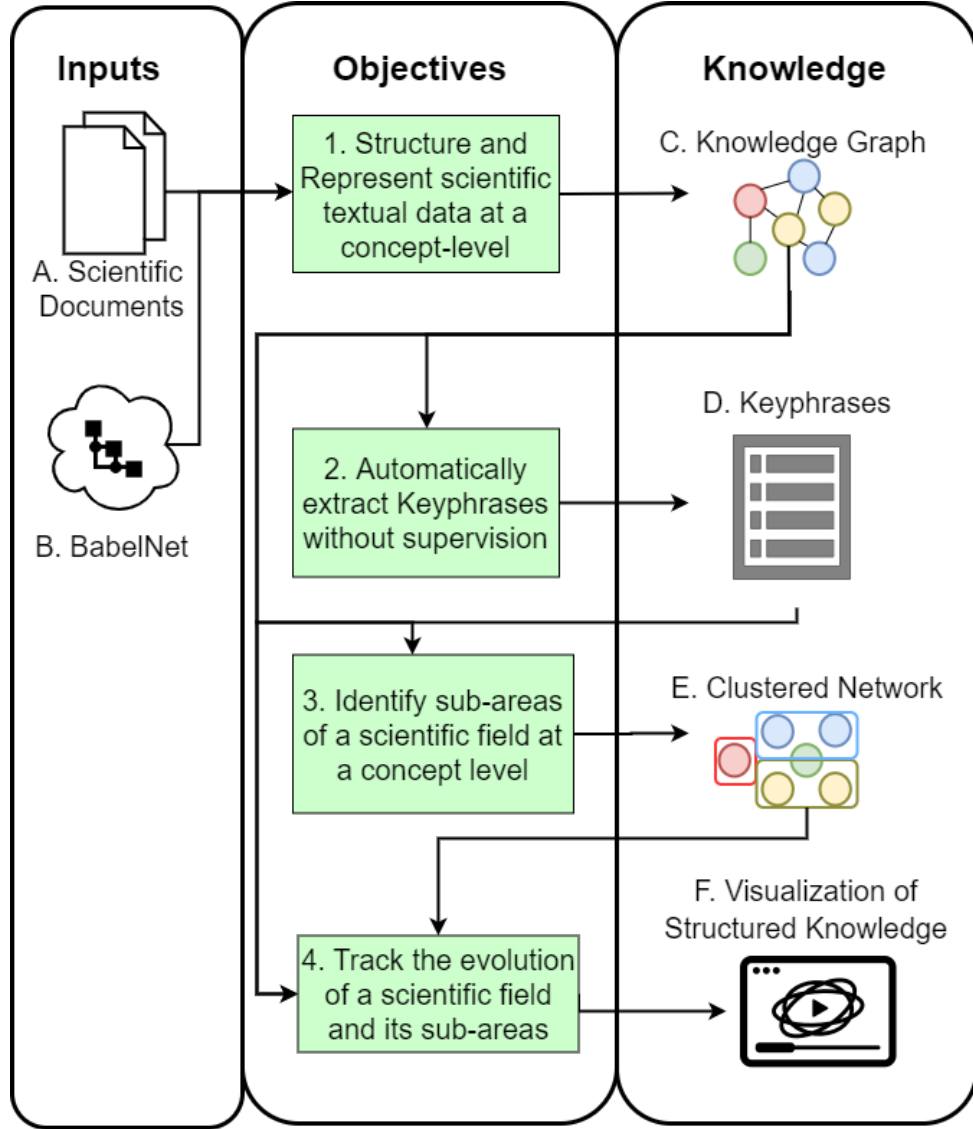 Inputs
Objectives
Knowledge
A. Scientific
Documents
B. BabelNet
1. Structure and
Represent scientific
textual data at a
concept-level
C. Knowledge Graph
2. Automatically
extract Keyphrases
without supervision
D. Keyphrases
3. Identify sub-areas
of a scientific field at
a concept level
E. Clustered Network
4. Track the evolution
of a scientific field
and its sub-areas
F. Visualization of
Structured Knowledge